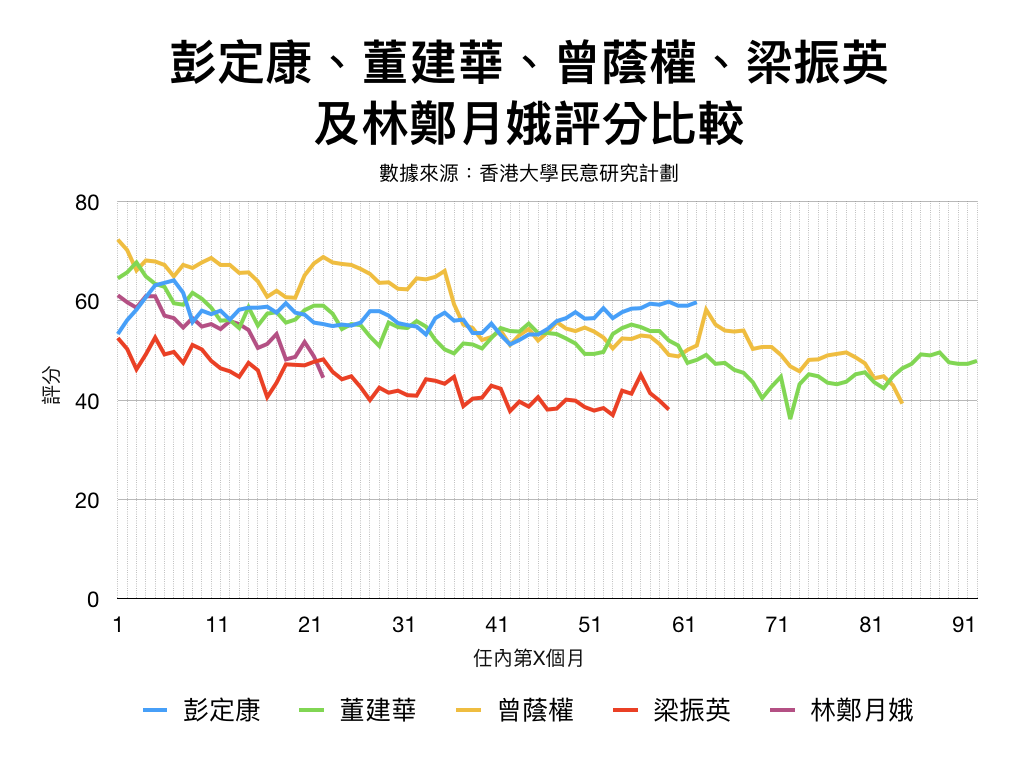 彭定康、董建華、曾蔭權、梁振英
及林鄭月娥評分比較
數據來源：香港大學民意研究計劃
80
60
40
20
0
評分
1 11 21 31 41 51 61 71 81 91
任內第X個月
彭定康 董建華 曾蔭權 梁振英 林鄭月娥